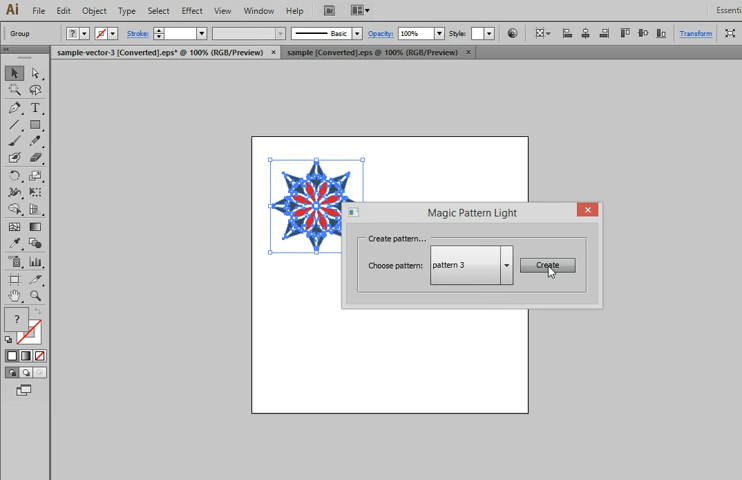 Ai File Edit Object Type Select Effect View Window Help Br Essenti
Group ? Stroke: Basic Opacity: 100% Style: Transform
sample-vector-3 [Converted].eps* @ 100% (RGB/Preview) × sample [Converted].eps @ 100% (RGB/Preview) ×
T
Magic Pattern Light
Create pattern...
Choose pattern: pattern 3 Create
?